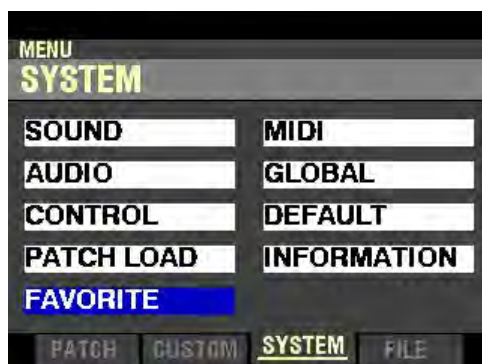 MENU
SYSTEM
SOUND MIDI
AUDIO GLOBAL
CONTROL DEFAULT
PATCH LOAD INFORMATION
FAVORITE
PATCH CUSTOM SYSTEM FILE